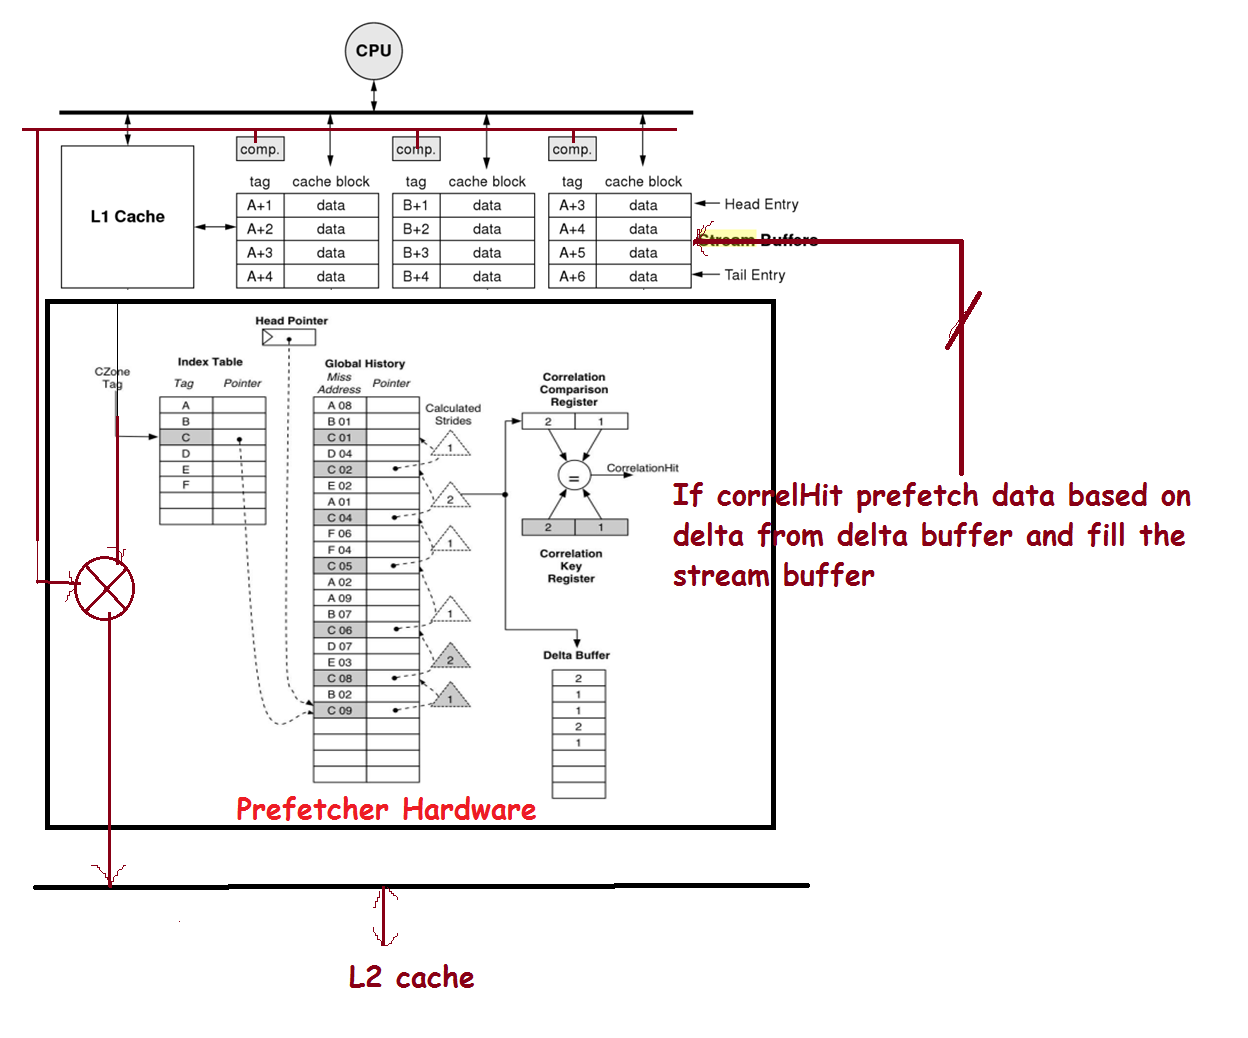 CPU
comp.
comp.
comp.
tag cache block
tag cache block
tag cache block
L1 Cache
A+1 data
A+2 data
A+3 data
A+4 data
B+1 data
B+2 data
B+3 data
B+4 data
A+3 data
A+4 data
A+5 data
A+6 data
Head Entry
Stream Buffers
Tail Entry
Head Pointer
CZone
Tag
Index Table
Tag Pointer
A
B
C
D
E
F
Global History
Miss
Address Pointer
A 08
B 01
C 01
D 04
C 02
E 02
A 01
C 04
F 06
F 04
C 05
A 02
A 09
B 07
C 06
D 07
E 03
C 08
B 02
C 09
Calculated
Strides
1
2
1
1
2
1
Correlation
Comparison
Register
2 1
=
CorrelationHit
2 1
Correlation
Key
Register
Delta Buffer
2
1
1
2
1
If correlHit prefetch data based on
delta from delta buffer and fill the
stream buffer
Prefetcher Hardware
L2 cache